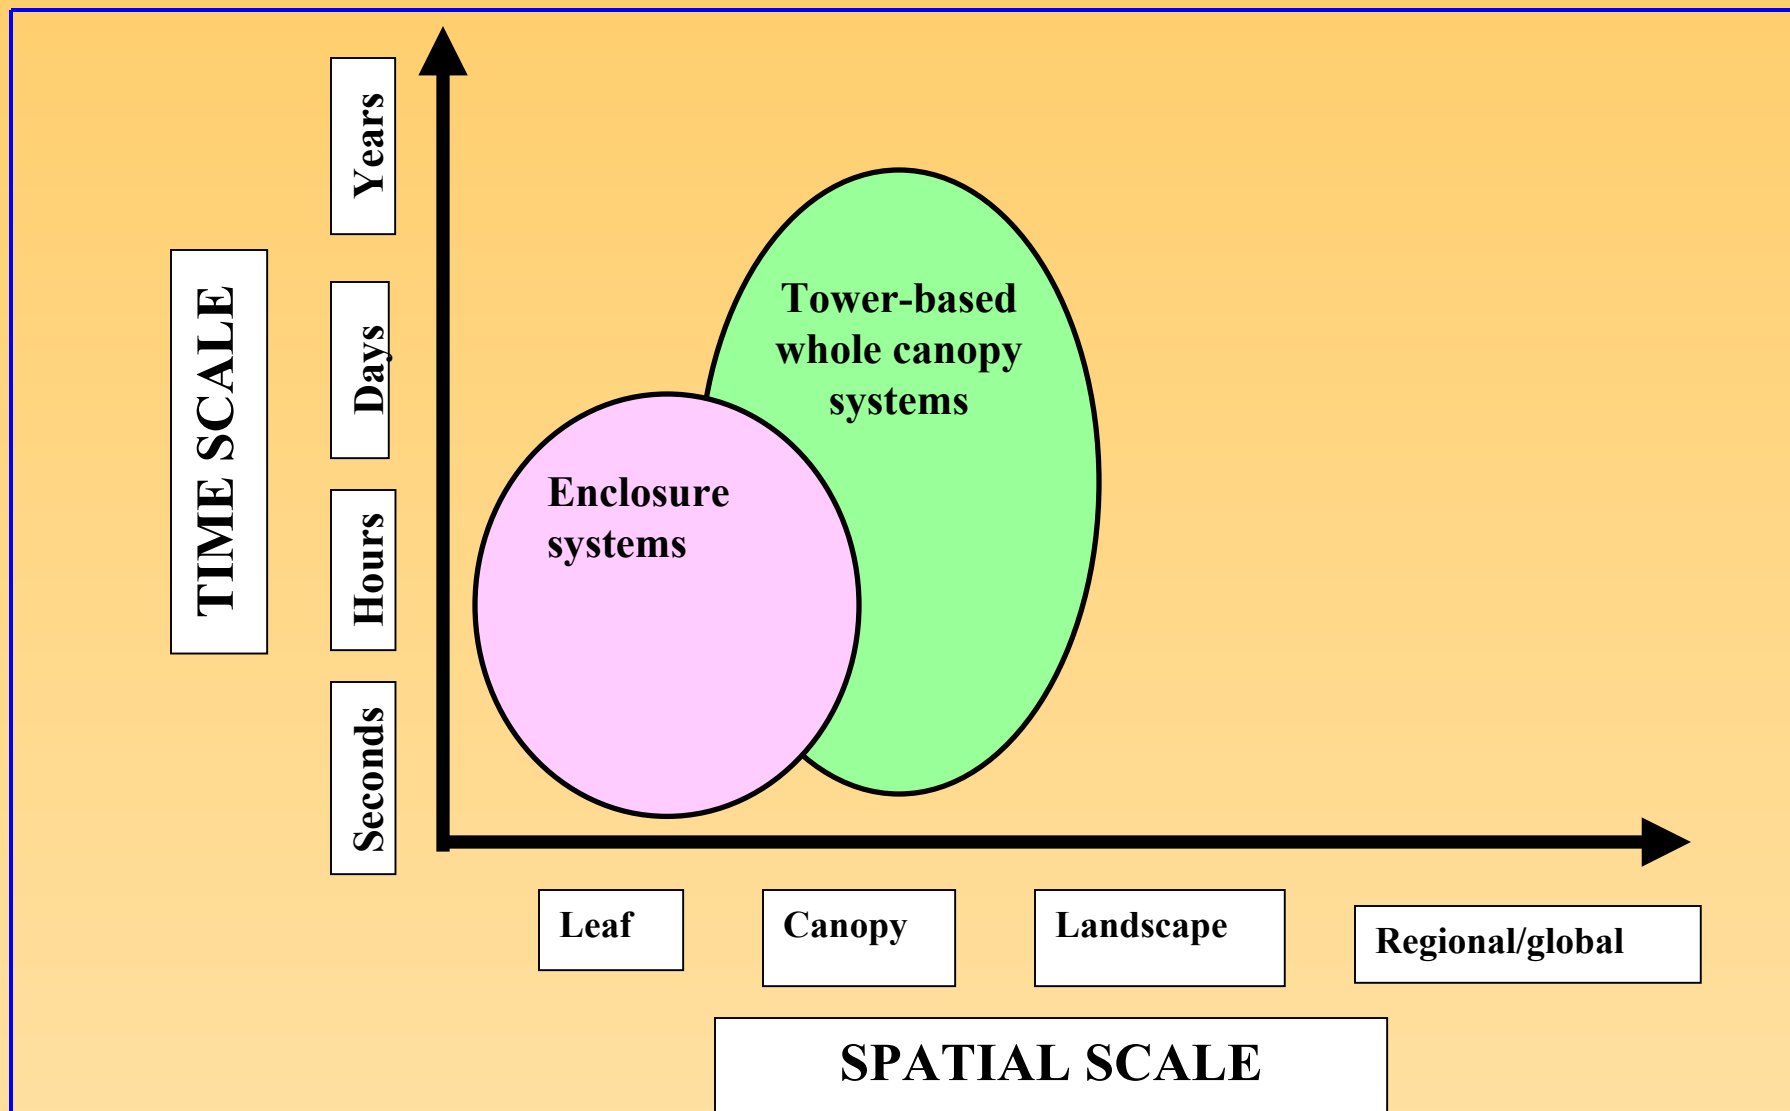 Years
Days
Hours
Seconds
TIME SCALE
Tower-based
whole canopy
systems
Enclosure
systems
Leaf
Canopy
Landscape
Regional/global
SPATIAL SCALE